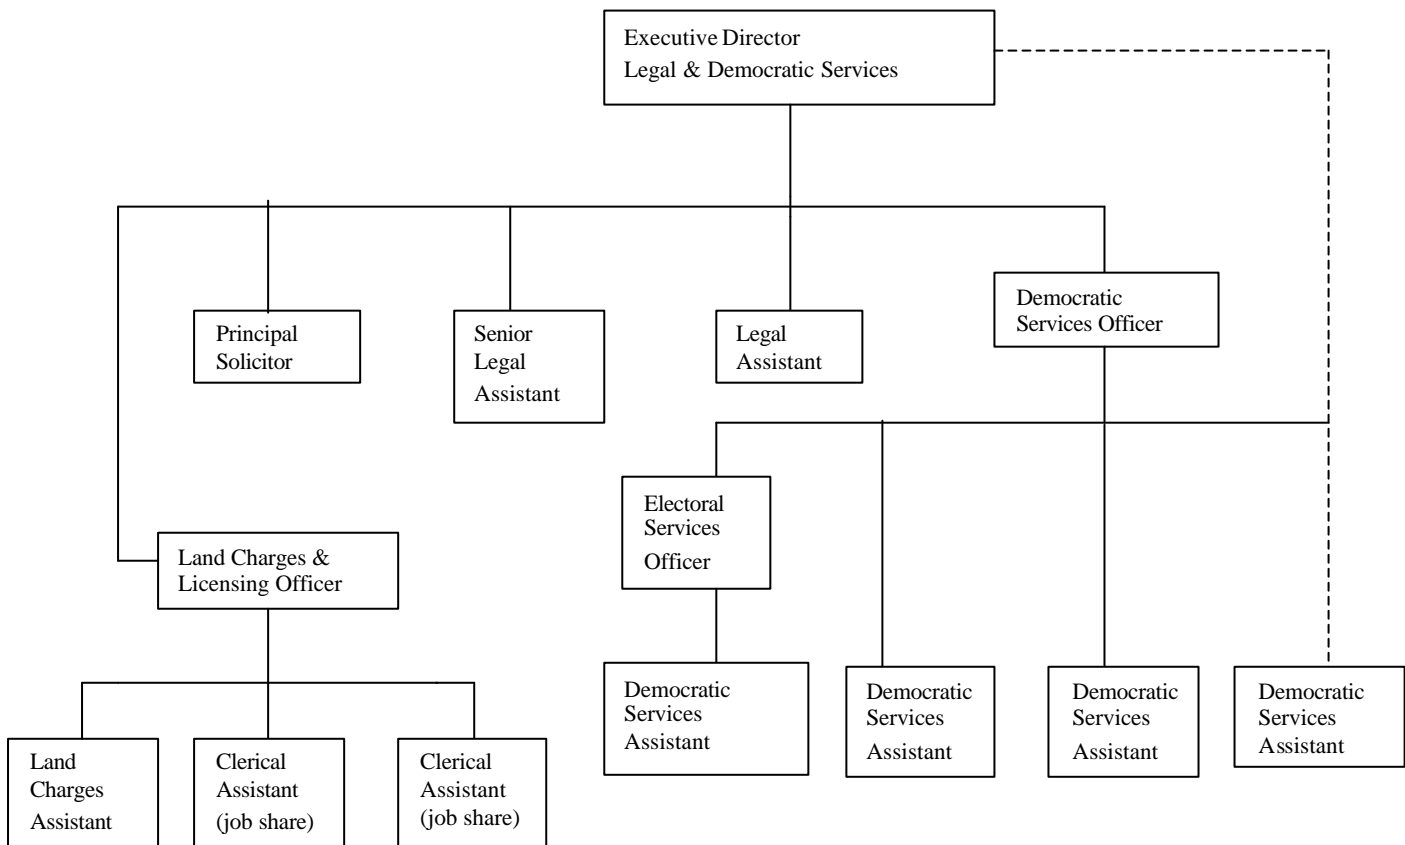 Executive Director
Legal & Democratic Services
Principal
Solicitor
Senior
Legal
Assistant
Legal
Assistant
Democratic
Services Officer
Electoral
Services
Officer
Land Charges &
Licensing Officer
Democratic
Services
Assistant
Democratic
Services
Assistant
Democratic
Services
Assistant
Democratic
Services
Assistant
Land
Charges
Assistant
Clerical
Assistant
(job share)
Clerical
Assistant
(job share)